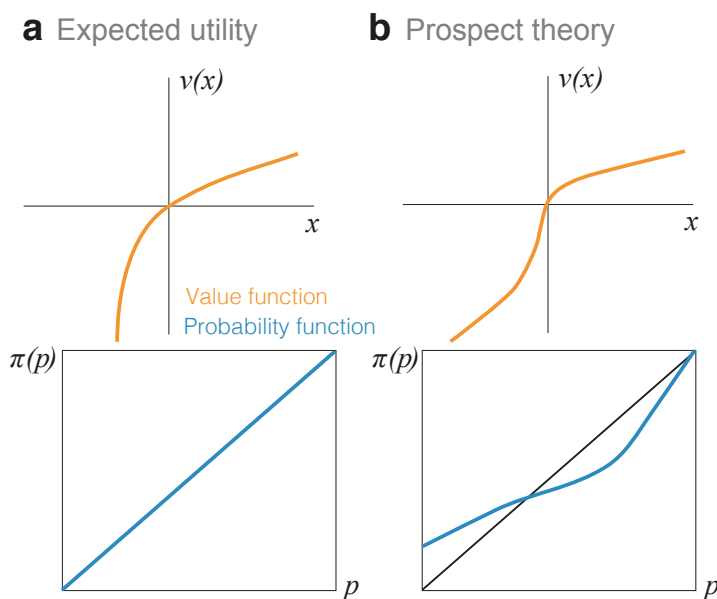 a Expected utility
v(x)
x
Value function
Probability function
π(p)
p
b Prospect theory
v(x)
x
π(p)
p